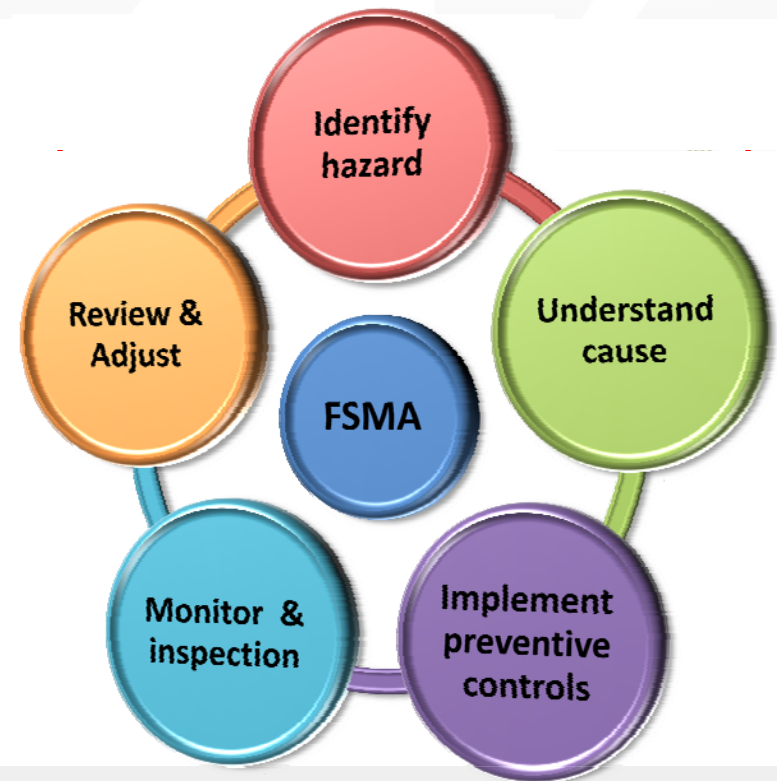 Identify
hazard
Understand
cause
Implement
preventive
controls
Monitor & 
inspection
Review &
Adjust
FSMA